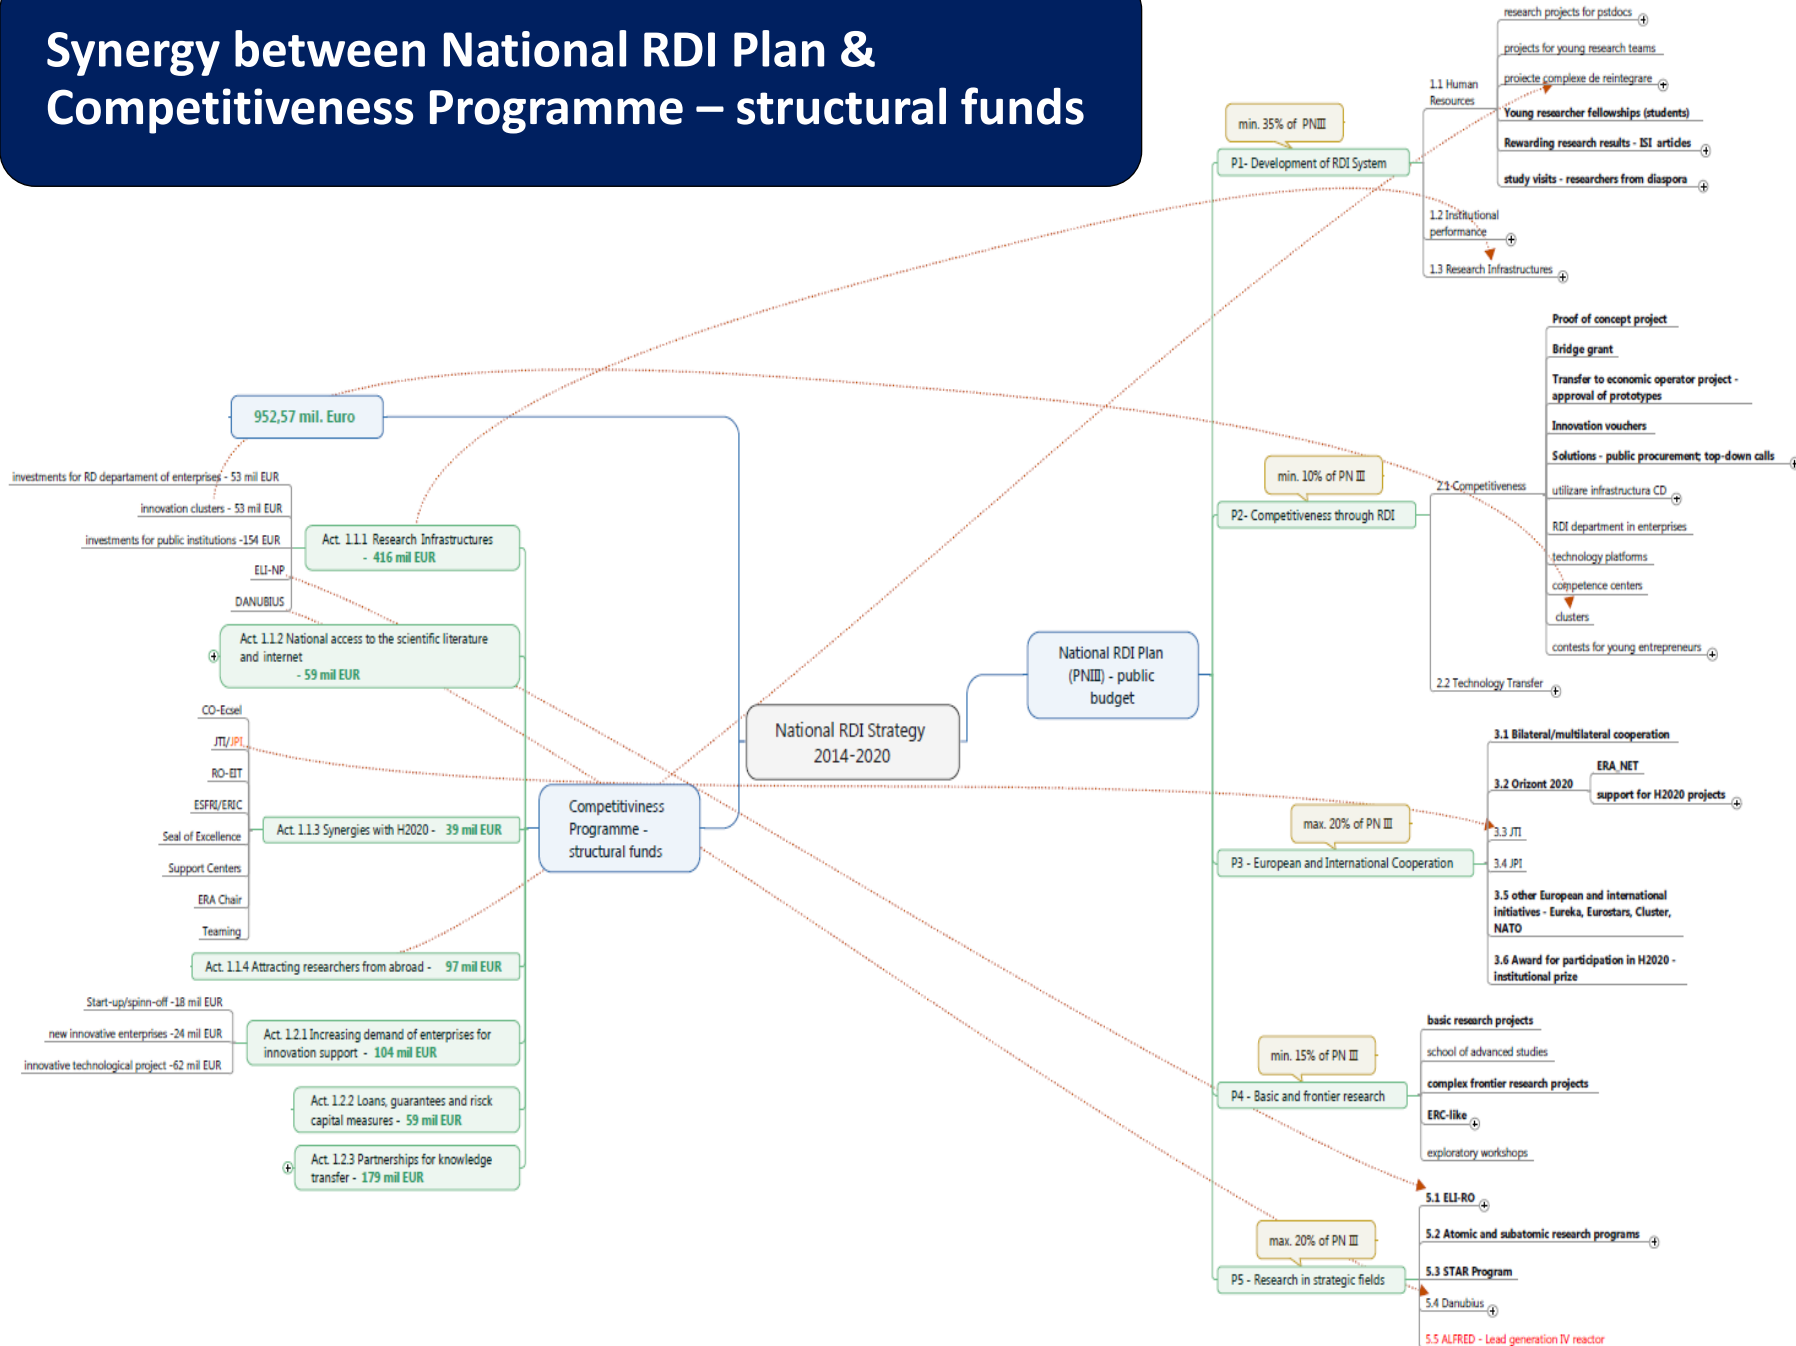 Synergy between National RDI Plan &
Competitiveness Programme – structural funds
952,57 mil. Euro
investments for RD departament of enterprises - 53 mil EUR
innovation clusters - 53 mil EUR
investments for public institutions -154 EUR
ELI-NP
DANUBIUS
Act. 1.1.1 Research Infrastructures
- 416 mil EUR
Act. 1.1.2 National access to the scientific literature
and internet
- 59 mil EUR
CO-Ecsel
JTI/JPI
RO-EIT
ESFRI/ERIC
Seal of Excellence
Support Centers
ERA Chair
Teaming
Act. 1.1.3 Synergies with H2020 - 39 mil EUR
Act. 1.1.4 Attracting researchers from abroad - 97 mil EUR
Start-up/spinn-off -18 mil EUR
new innovative enterprises -24 mil EUR
innovative technological project -62 mil EUR
Act. 1.2.1 Increasing demand of enterprises for
innovation support - 104 mil EUR
Act. 1.2.2 Loans, guarantees and risck
capital measures - 59 mil EUR
Act. 1.2.3 Partnerships for knowledge
transfer - 179 mil EUR
Competitiviness
Programme -
structural funds
National RDI Strategy
2014-2020
National RDI Plan
(PNIII) - public
budget
min. 35% of PNIII
P1- Development of RDI System
1.1 Human
Resources
research projects for pstdocs
projects for young research teams
proiecte complexe de reintegrare
Young researcher fellowships (students)
Rewarding research results - ISI articles
study visits - researchers from diaspora
1.2 Institutional
performance
1.3 Research Infrastructures
min. 10% of PN III
P2- Competitiveness through RDI
2.1 Competitiveness
Proof of concept project
Bridge grant
Transfer to economic operator project -
approval of prototypes
Innovation vouchers
Solutions - public procurement; top-down calls
utilizare infrastructura CD
RDI department in enterprises
technology platforms
competence centers
clusters
contests for young entrepreneurs
2.2 Technology Transfer
max. 20% of PN III
P3 - European and International Cooperation
3.1 Bilateral/multilateral cooperation
3.2 Orizont 2020
ERA_NET
support for H2020 projects
3.3 JTI
3.4 JPI
3.5 other European and international
initiatives - Eureka, Eurostars, Cluster,
NATO
3.6 Award for participation in H2020 -
institutional prize
min. 15% of PN III
P4 - Basic and frontier research
basic research projects
school of advanced studies
complex frontier research projects
ERC-like
exploratory workshops
max. 20% of PN III
P5 - Research in strategic fields
5.1 ELI-RO
5.2 Atomic and subatomic research programs
5.3 STAR Program
5.4 Danubius
5.5 ALFRED - Lead generation IV reactor